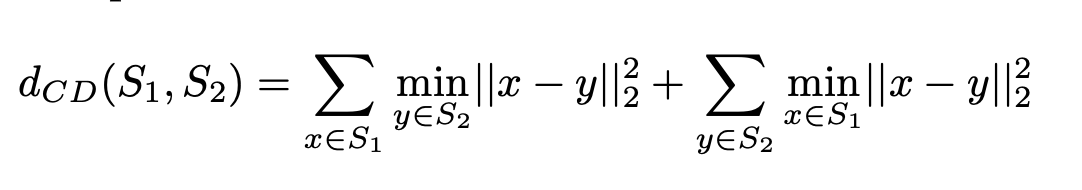 d_{CD}(S_1, S_2) = \sum_{x \in S_1} \min_{y \in S_2} ||x - y||_2^2 + \sum_{y \in S_2} \min_{x \in S_1} ||x - y||_2^2